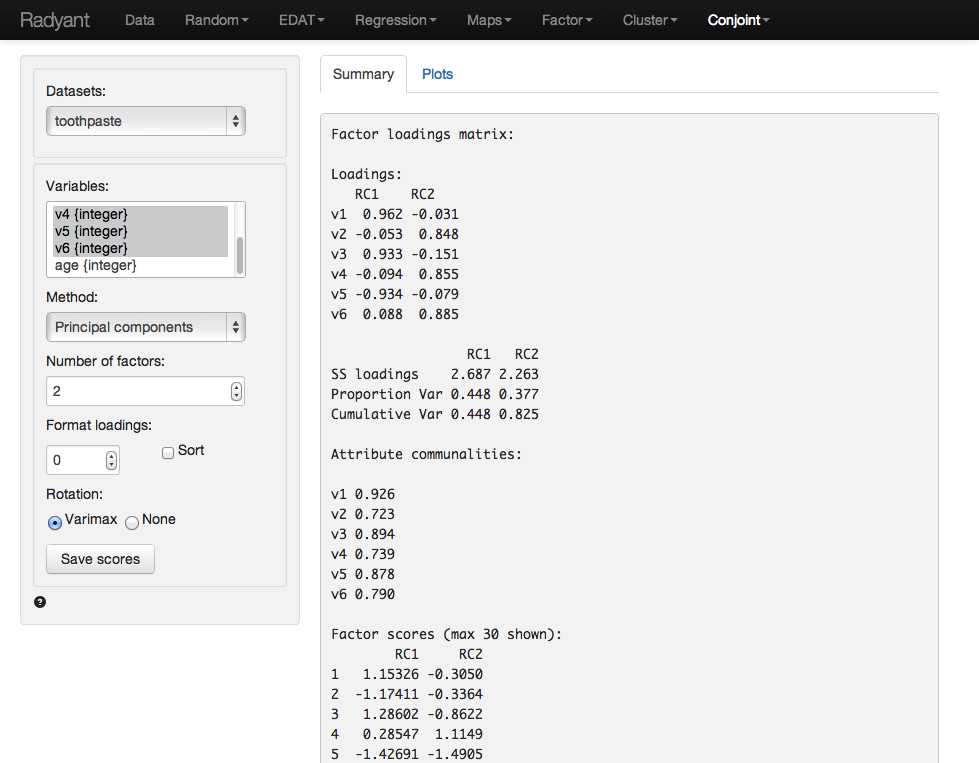 Radyant Data Random EDAT Regression Maps Factor Cluster Conjoint
Datasets:
toothpaste
Variables:
v4 {integer}
v5 {integer}
v6 {integer}
age {integer}
Method:
Principal components
Number of factors:
2
Format loadings:
0
Sort
Rotation:
Varimax None
Save scores
?
Summary Plots
Factor loadings matrix:
Loadings:
RC1 RC2
v1 0.962 -0.031
v2 -0.053 0.848
v3 0.933 -0.151
v4 -0.094 0.855
v5 -0.934 -0.079
v6 0.088 0.885
RC1 RC2
SS loadings 2.687 2.263
Proportion Var 0.448 0.377
Cumulative Var 0.448 0.825
Attribute communalities:
v1 0.926
v2 0.723
v3 0.894
v4 0.739
v5 0.878
v6 0.790
Factor scores (max 30 shown):
RC1 RC2
1 1.15326 -0.3050
2 -1.17411 -0.3364
3 1.28602 -0.8622
4 0.28547 1.1149
5 -1.42691 -1.4905